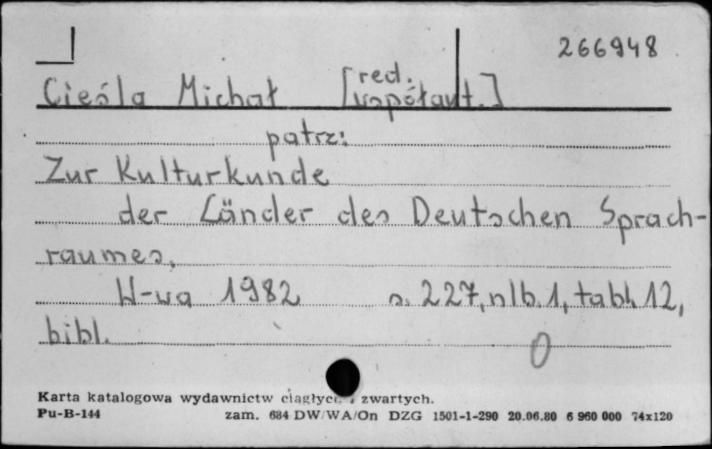 266948
Cieśla Michał [red. współaut.]
patrz:
Zur Kulturkunde
der Länder des Deutschen Sprach-
raumes.
W-wa 1982 s. 227, nlb. 1, tabl. 12,
bibl.
0
Karta katalogowa wydawnictw ciągłych i zwartych.
Pu-B-144 zam. 684 DW/WA/On DZG 1501-1-290 20.06.80 6 960 000 74x120